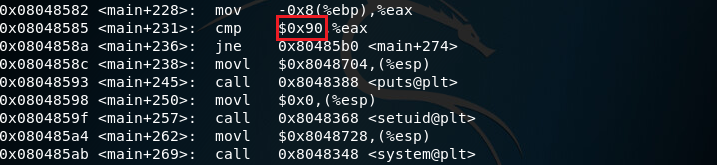 0x08048582 <main+228>: mov -0x8(%ebp),%eax
0x08048585 <main+231>: cmp $0x90,%eax
0x0804858a <main+236>: jne 0x80485b0 <main+274>
0x0804858c <main+238>: movl $0x8048704,(%esp)
0x08048593 <main+245>: call 0x8048388 <puts@plt>
0x08048598 <main+250>: movl $0x0,(%esp)
0x0804859f <main+257>: call 0x8048368 <setuid@plt>
0x080485a4 <main+262>: movl $0x8048728,(%esp)
0x080485ab <main+269>: call 0x8048348 <system@plt>